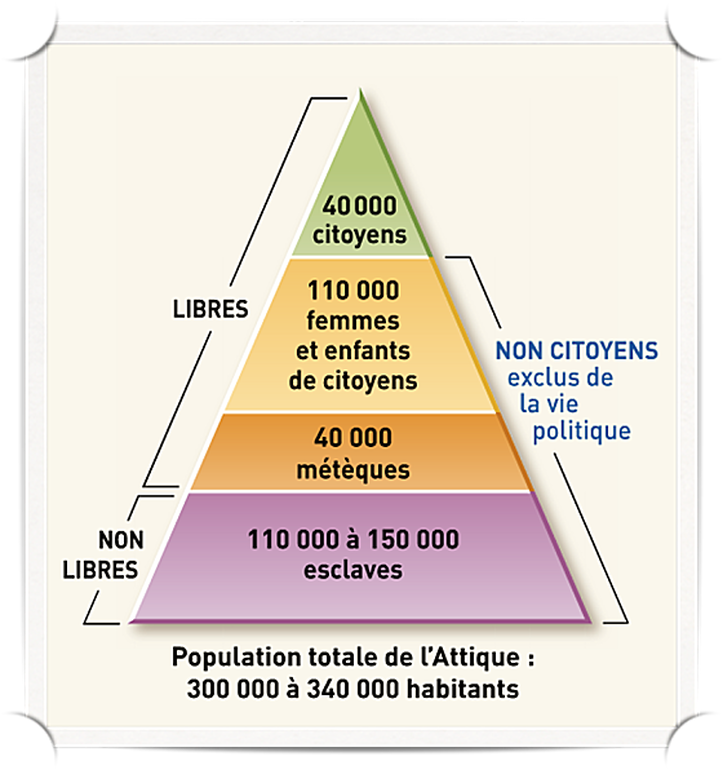 40 000
citoyens
LIBRES
110 000
femmes
et enfants
de citoyens
NON CITOYENS
exclus de
la vie
politique
40 000
métèques
NON
LIBRES
110 000 à 150 000
esclaves
Population totale de l'Attique :
300 000 à 340 000 habitants